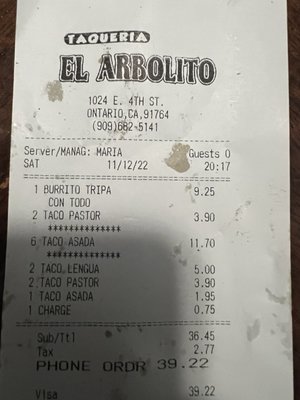 TAQUERIA
EL ARBOLITO
1024 E. 4TH ST.
ONTARIO,CA,91764
(909)682-5141
Server/MANAG: MARIA Guests 0
SAT 11/12/22 20:17
1 BURRITO TRIPA 9.25
CON TODO
2 TACO PASTOR 3.90
**************
6 TACO ASADA 11.70
**************
2 TACO LENGUA 5.00
2 TACO PASTOR 3.90
1 TACO ASADA 1.95
1 CHARGE 0.75
Sub/Ttl 36.45
Tax 2.77
PHONE ORDR 39.22
Visa 39.22